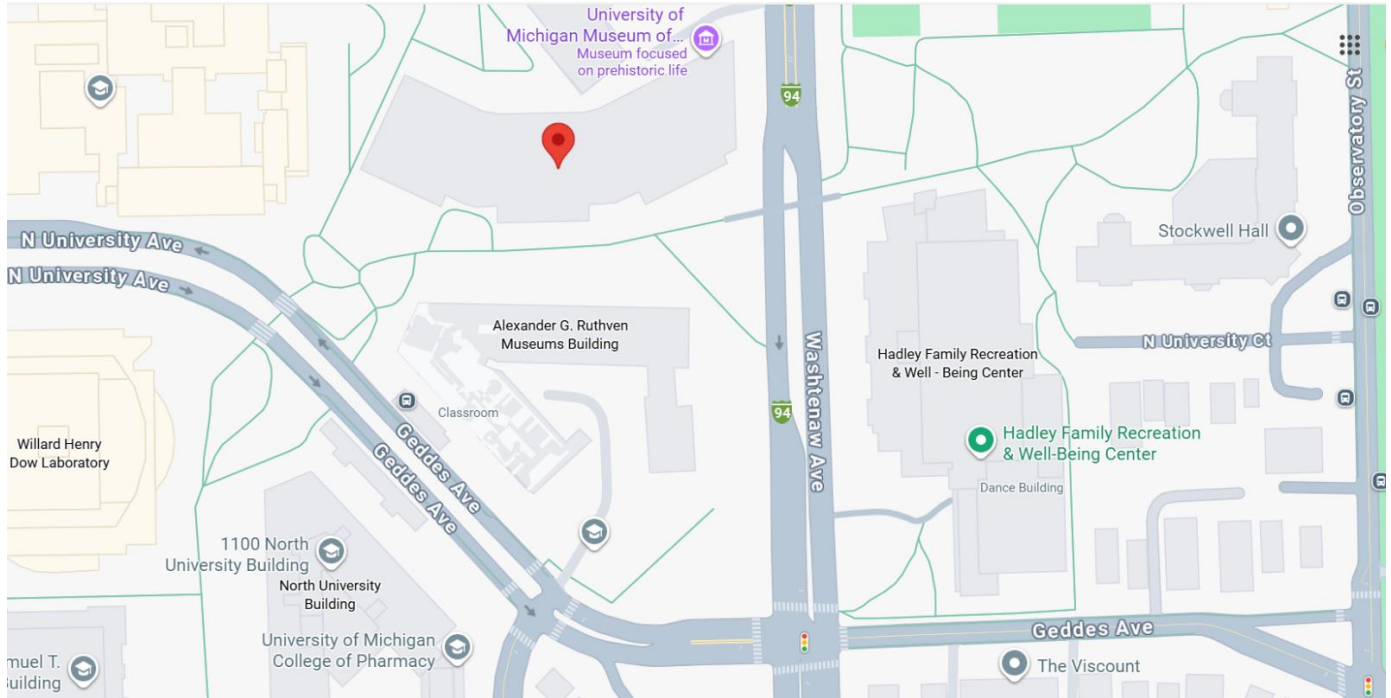 University of
Michigan Museum of...
Museum focused
on prehistoric life
94
Observatory St
Stockwell Hall
N University Ave
N University Ave
Alexander G. Ruthven
Museums Building
N University Ct
Washtenaw Ave
Hadley Family Recreation
& Well - Being Center
94
Classroom
Geddes Ave
Geddes Ave
Hadley Family Recreation
& Well-Being Center
Dance Building
Willard Henry
Dow Laboratory
1100 North
University Building
North University
Building
University of Michigan
College of Pharmacy
Geddes Ave
The Viscount
muel T.
uilding